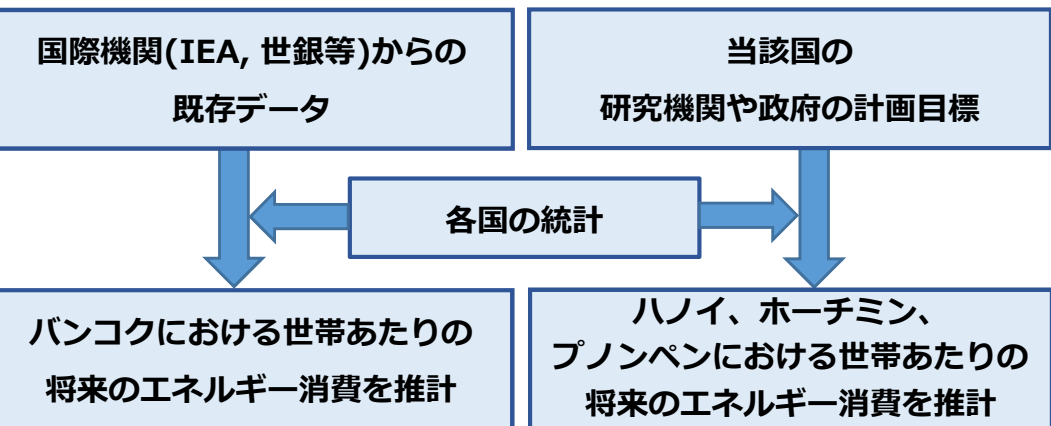 国際機関(IEA, 世銀等)からの
既存データ
当該国の
研究機関や政府の計画目標
各国の統計
バンコクにおける世帯あたりの
将来のエネルギー消費を推計
ハノイ、ホーチミン、
プノンペンにおける世帯あたりの
将来のエネルギー消費を推計